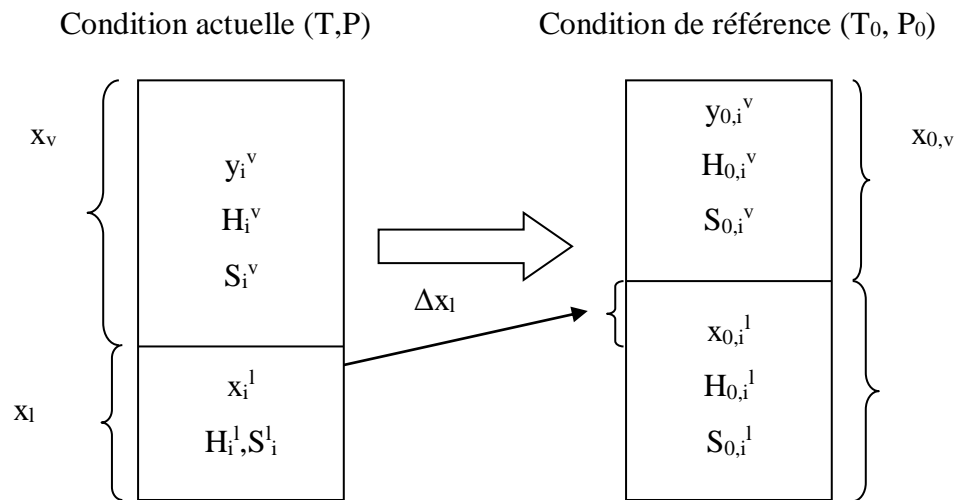 Condition actuelle (T,P)
Condition de référence (T₀, P₀)
xᵥ
yᵢᵛ
Hᵢᵛ
Sᵢᵛ
xₗ
xᵢˡ
Hᵢˡ,Sˡᵢ
Δxₗ
y₀,ᵢᵛ
H₀,ᵢᵛ
S₀,ᵢᵛ
x₀,ᵥ
x₀,ᵢˡ
H₀,ᵢˡ
S₀,ᵢˡ